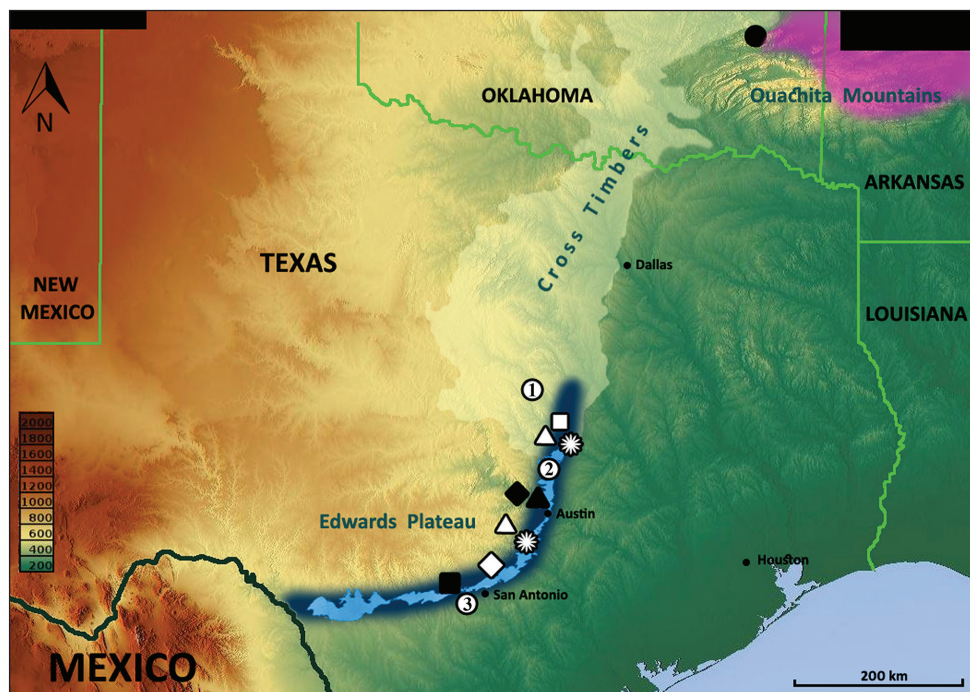 N
OKLAHOMA
Ouachita Mountains
Cross Timbers
ARKANSAS
TEXAS
Dallas
NEW
MEXICO
LOUISIANA
1
2000
1800
1600
1400
1200
1000
800
600
400
200
2
Edwards Plateau
Austin
Houston
San Antonio
3
MEXICO
200 km